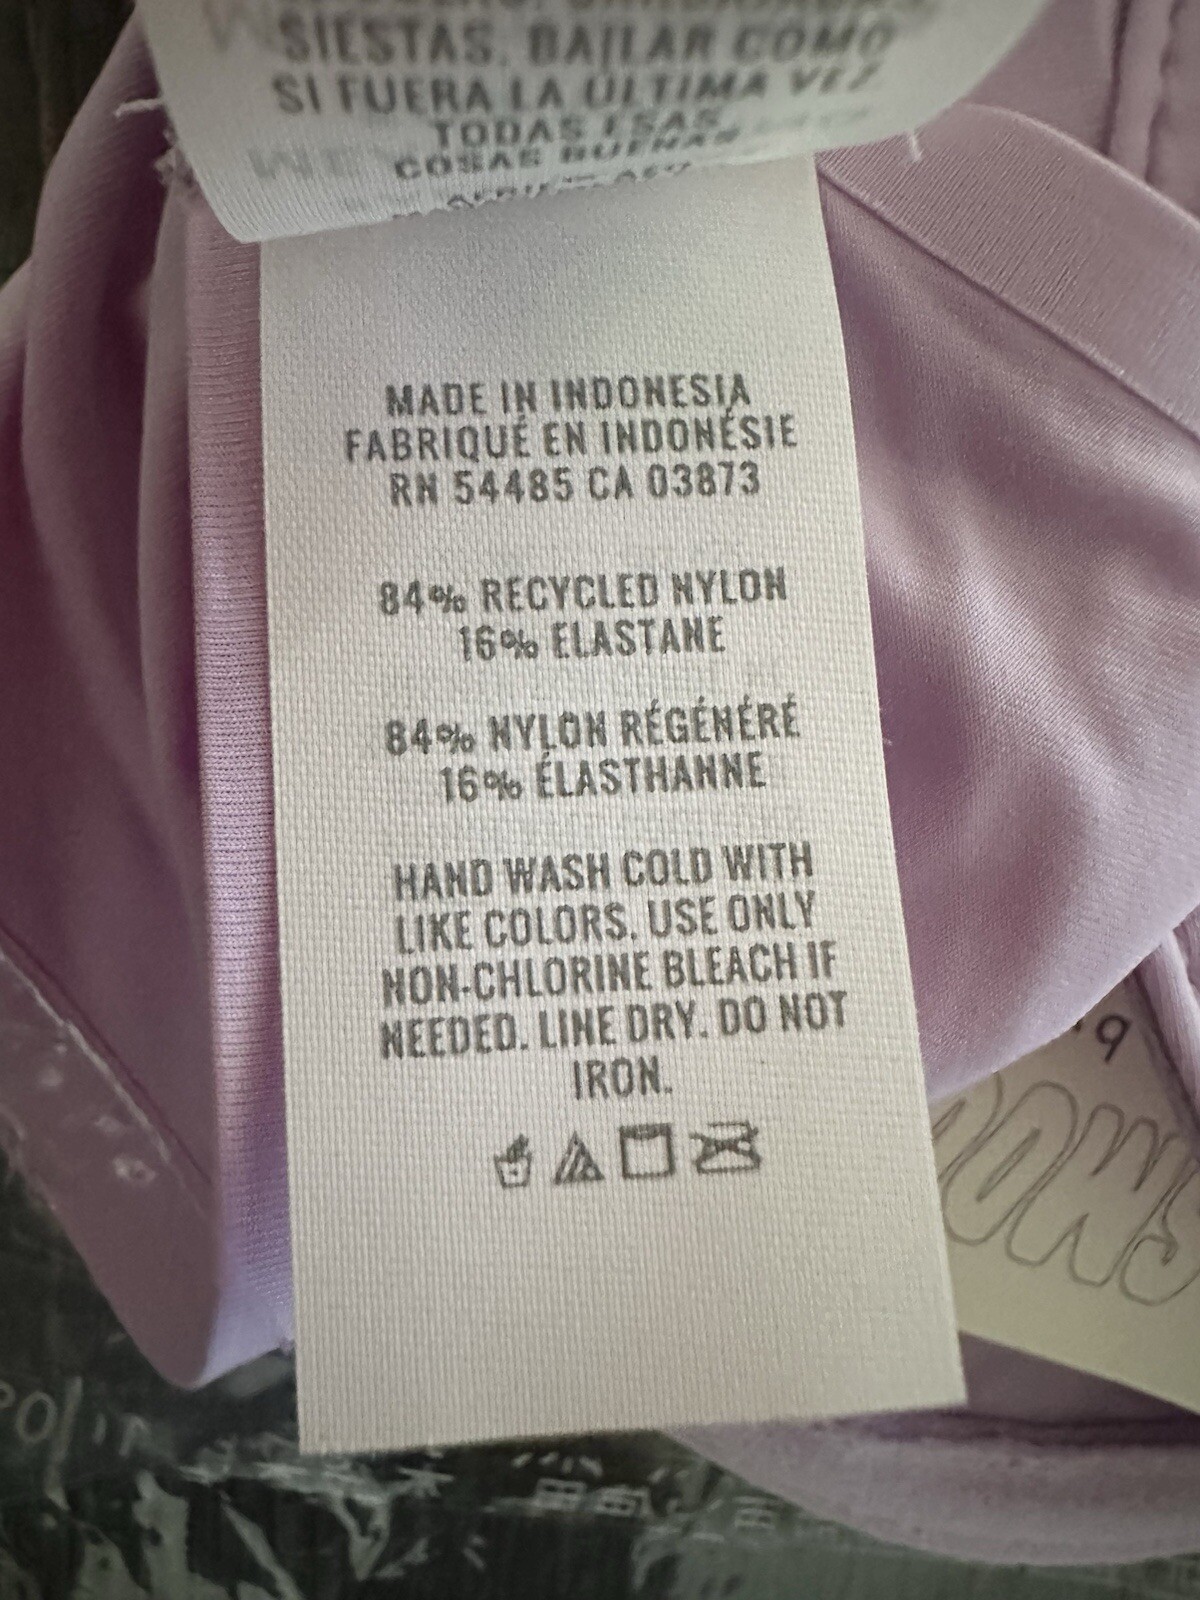 SIESTAS. BAILAR COMO
SI FUERA LA ÚLTIMA VEZ
TODAS ESAS
COSAS BUENAS
MADE IN INDONESIA
FABRIQUÉ EN INDONÉSIE
RN 54485 CA 03873
84% RECYCLED NYLON
16% ELASTANE
84% NYLON RÉGÉNÉRÉ
16% ÉLASTHANNE
HAND WASH COLD WITH
LIKE COLORS. USE ONLY
NON-CHLORINE BLEACH IF
NEEDED. LINE DRY. DO NOT
IRON.